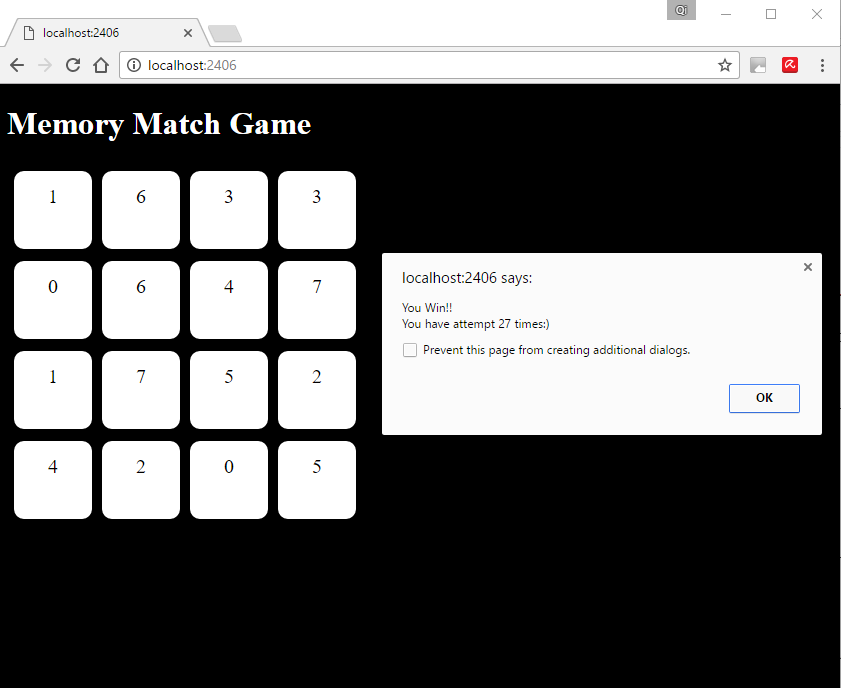 Qi
localhost:2406
localhost:2406
Memory Match Game
1 6 3 3
0 6 4 7
1 7 5 2
4 2 0 5
localhost:2406 says:
You Win!!
You have attempt 27 times:)
Prevent this page from creating additional dialogs.
OK